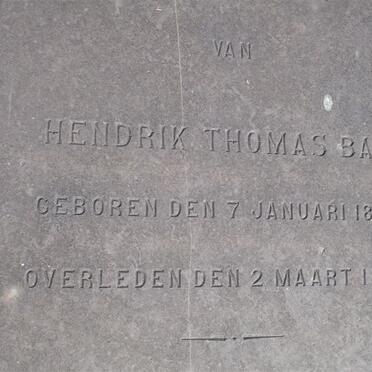 VAN
HENDRIK THOMAS BA
GEBOREN DEN 7 JANUARI 18
OVERLEDEN DEN 2 MAART 1